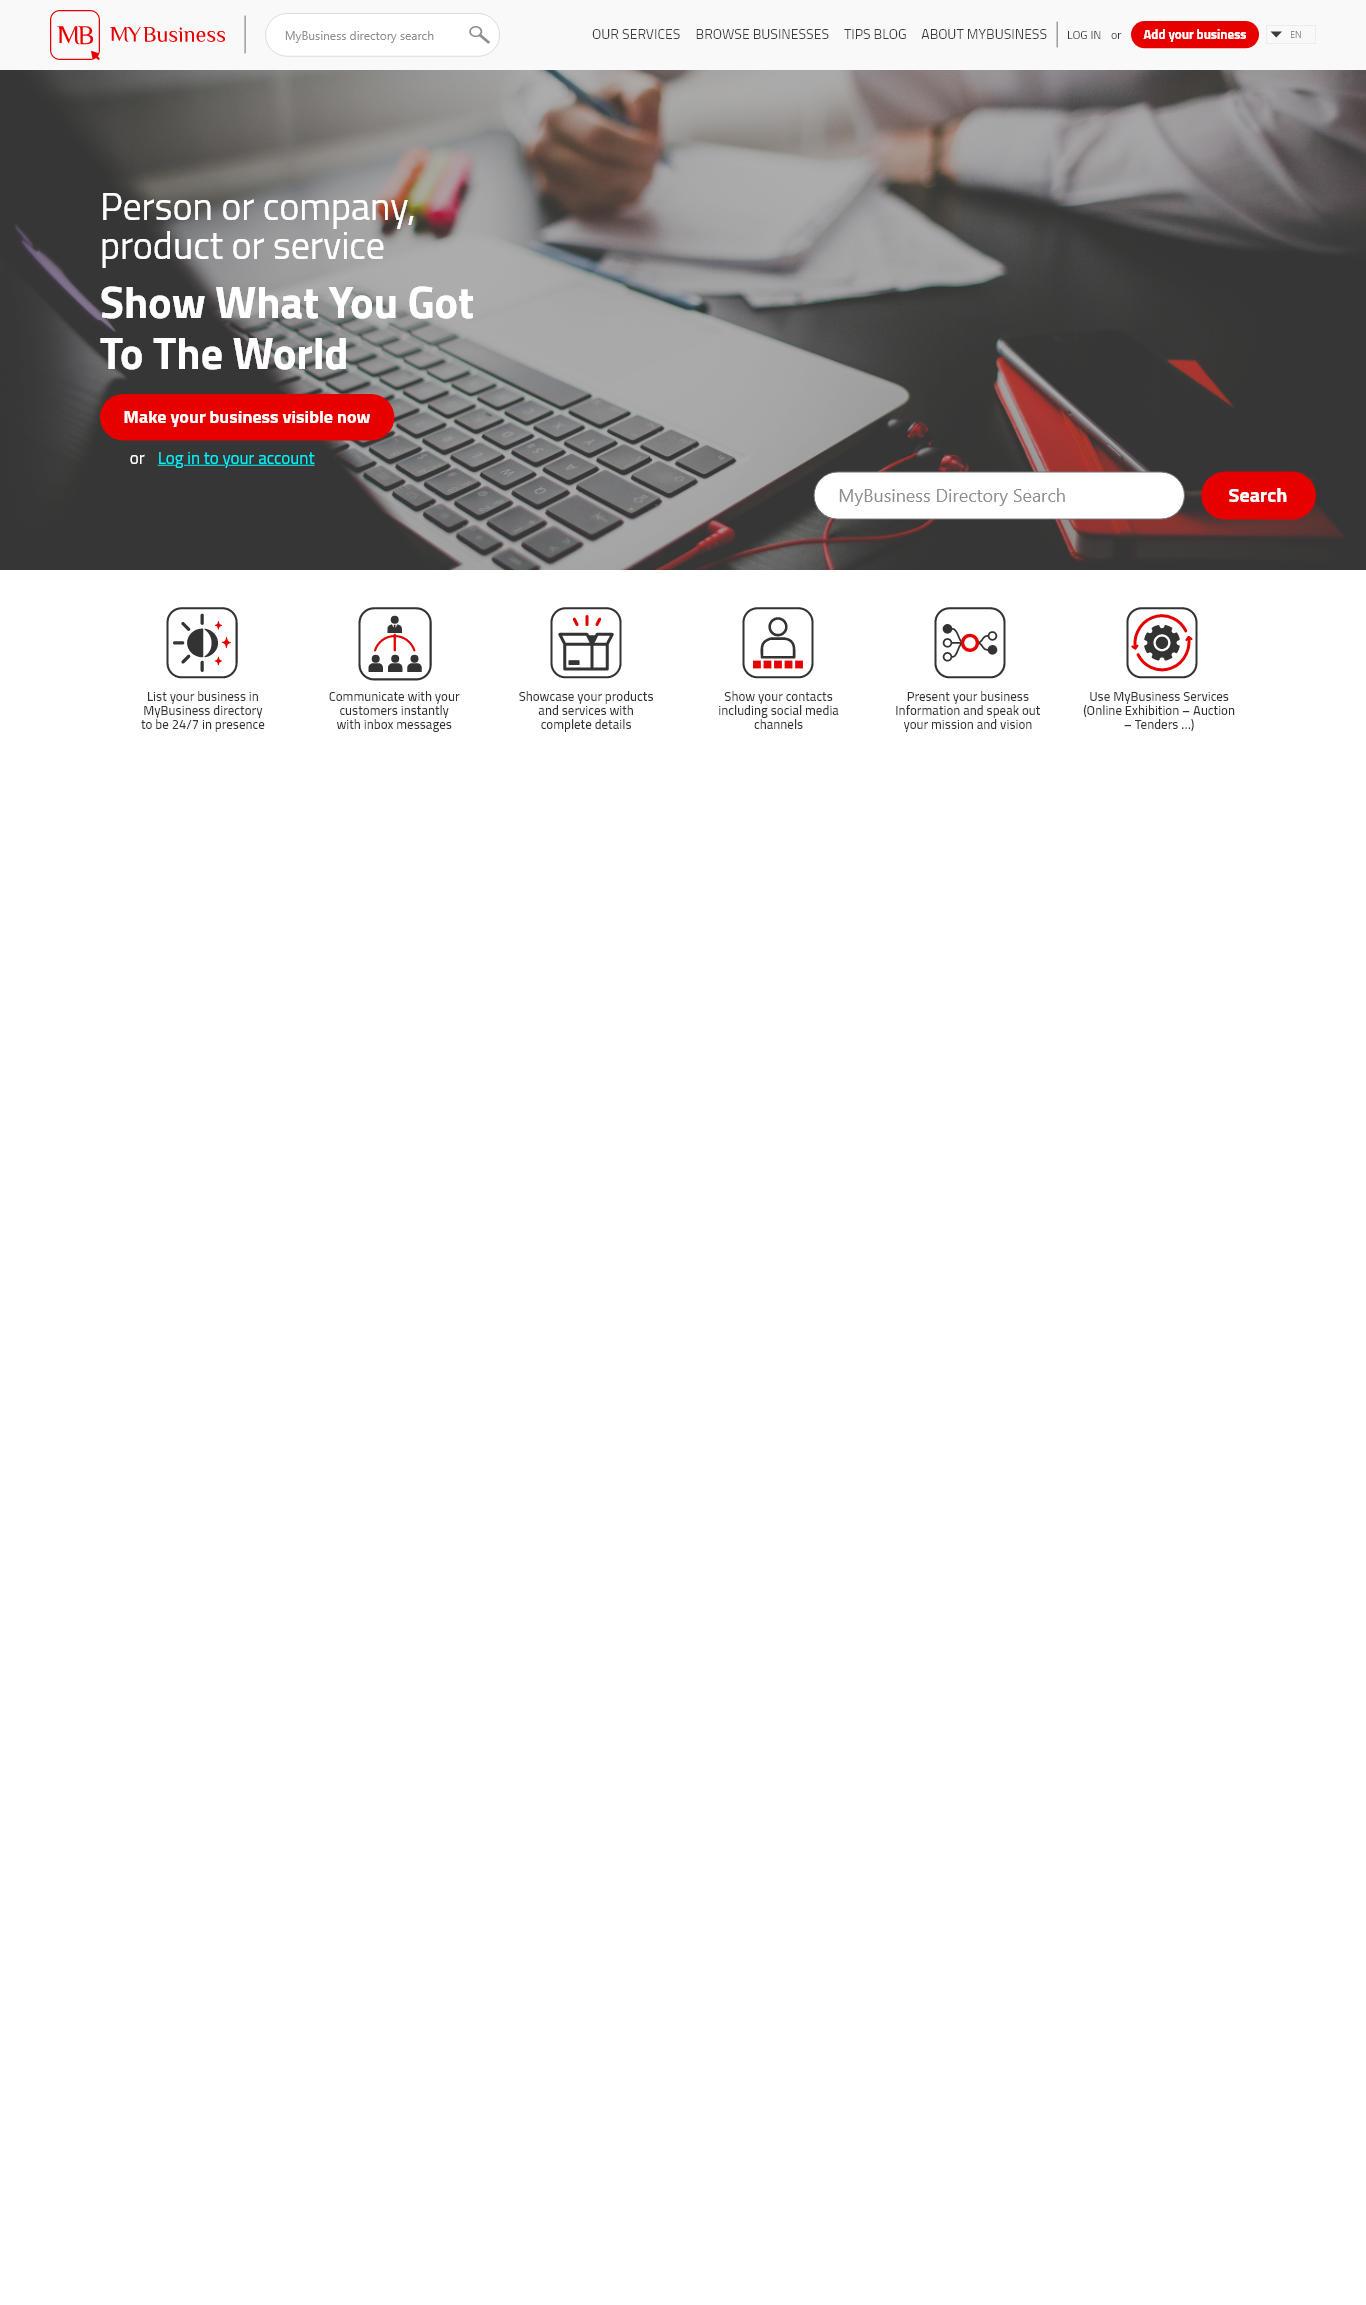 MB MY Business
MyBusiness directory search
OUR SERVICES BROWSE BUSINESSES TIPS BLOG ABOUT MYBUSINESS LOG IN or Add your business EN
Person or company,
product or service
Show What You Got
To The World
Make your business visible now
or Log in to your account
MyBusiness Directory Search Search
List your business in
MyBusiness directory
to be 24/7 in presence
Communicate with your
customers instantly
with inbox messages
Showcase your products
and services with
complete details
Show your contacts
including social media
channels
Present your business
Information and speak out
your mission and vision
Use MyBusiness Services
(Online Exhibition – Auction
– Tenders ...)